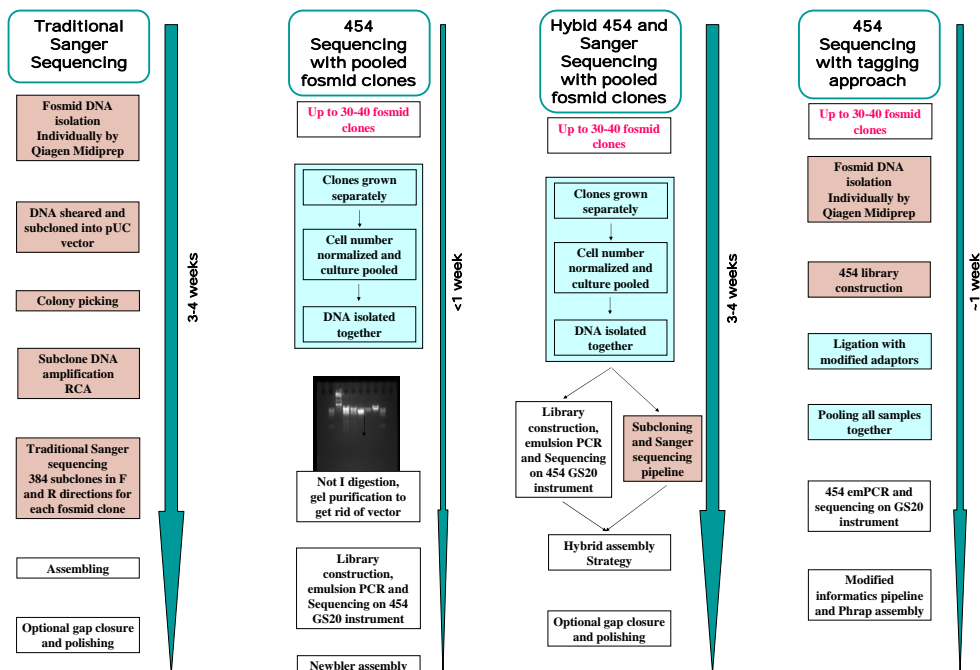 Traditional
Sanger
Sequencing
Fosmid DNA
isolation
Individually by
Qiagen Midiprep
DNA sheared and
subcloned into pUC
vector
Colony picking
Subclone DNA
amplification
RCA
Traditional Sanger
sequencing
384 subclones in F
and R directions for
each fosmid clone
Assembling
Optional gap closure
and polishing
3-4 weeks
454
Sequencing
with pooled
fosmid clones
Up to 30-40 fosmid
clones
Clones grown
separately
Cell number
normalized and
culture pooled
DNA isolated
together
Not I digestion,
gel purification to
get rid of vector
Library
construction,
emulsion PCR and
Sequencing on 454
GS20 instrument
Newbler assembly
<1 week
Hybid 454 and
Sanger
Sequencing
with pooled
fosmid clones
Up to 30-40 fosmid
clones
Clones grown
separately
Cell number
normalized and
culture pooled
DNA isolated
together
Library
construction,
emulsion PCR
and Sequencing
on 454 GS20
instrument
Subcloning
and Sanger
sequencing
pipeline
Hybrid assembly
Strategy
Optional gap closure
and polishing
3-4 weeks
454
Sequencing
with tagging
approach
Up to 30-40 fosmid
clones
Fosmid DNA
isolation
Individually by
Qiagen Midiprep
454 library
construction
Ligation with
modified adaptors
Pooling all samples
together
454 emPCR and
sequencing on GS20
instrument
Modified
informatics pipeline
and Phrap assembly
~1 week